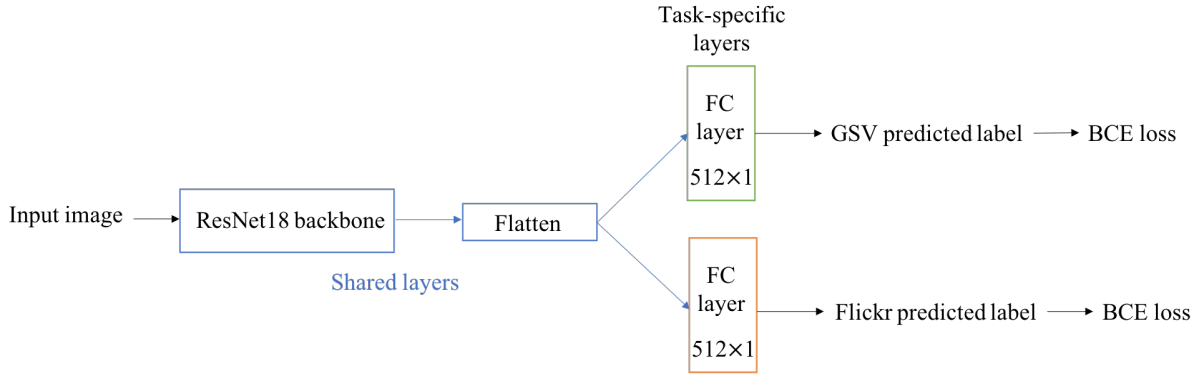 Task-specific
layers
FC
layer
512×1
GSV predicted label
BCE loss
Input image
ResNet18 backbone
Flatten
Shared layers
FC
layer
512×1
Flickr predicted label
BCE loss